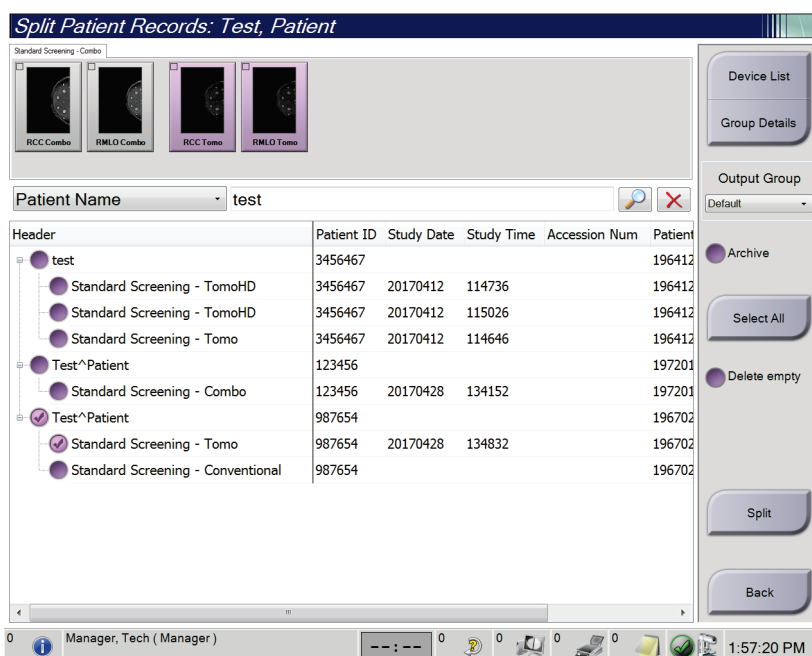 Split Patient Records: Test, Patient
Standard Screening - Combo
RCC Combo RMLO Combo RCC Tomo RMLO Tomo
Device List
Group Details
Output Group
Default
Patient Name test
Header Patient ID Study Date Study Time Accession Num Patient
test 3456467 196412
Standard Screening - TomoHD 3456467 20170412 114736 196412
Standard Screening - TomoHD 3456467 20170412 115026 196412
Standard Screening - Tomo 3456467 20170412 114646 196412
Test^Patient 123456 197201
Standard Screening - Combo 123456 20170428 134152 197201
Test^Patient 987654 196702
Standard Screening - Tomo 987654 20170428 134832 196702
Standard Screening - Conventional 987654 196702
Archive
Select All
Delete empty
Split
Back
0 Manager, Tech ( Manager ) --:-- 0 0 0 0 1:57:20 PM